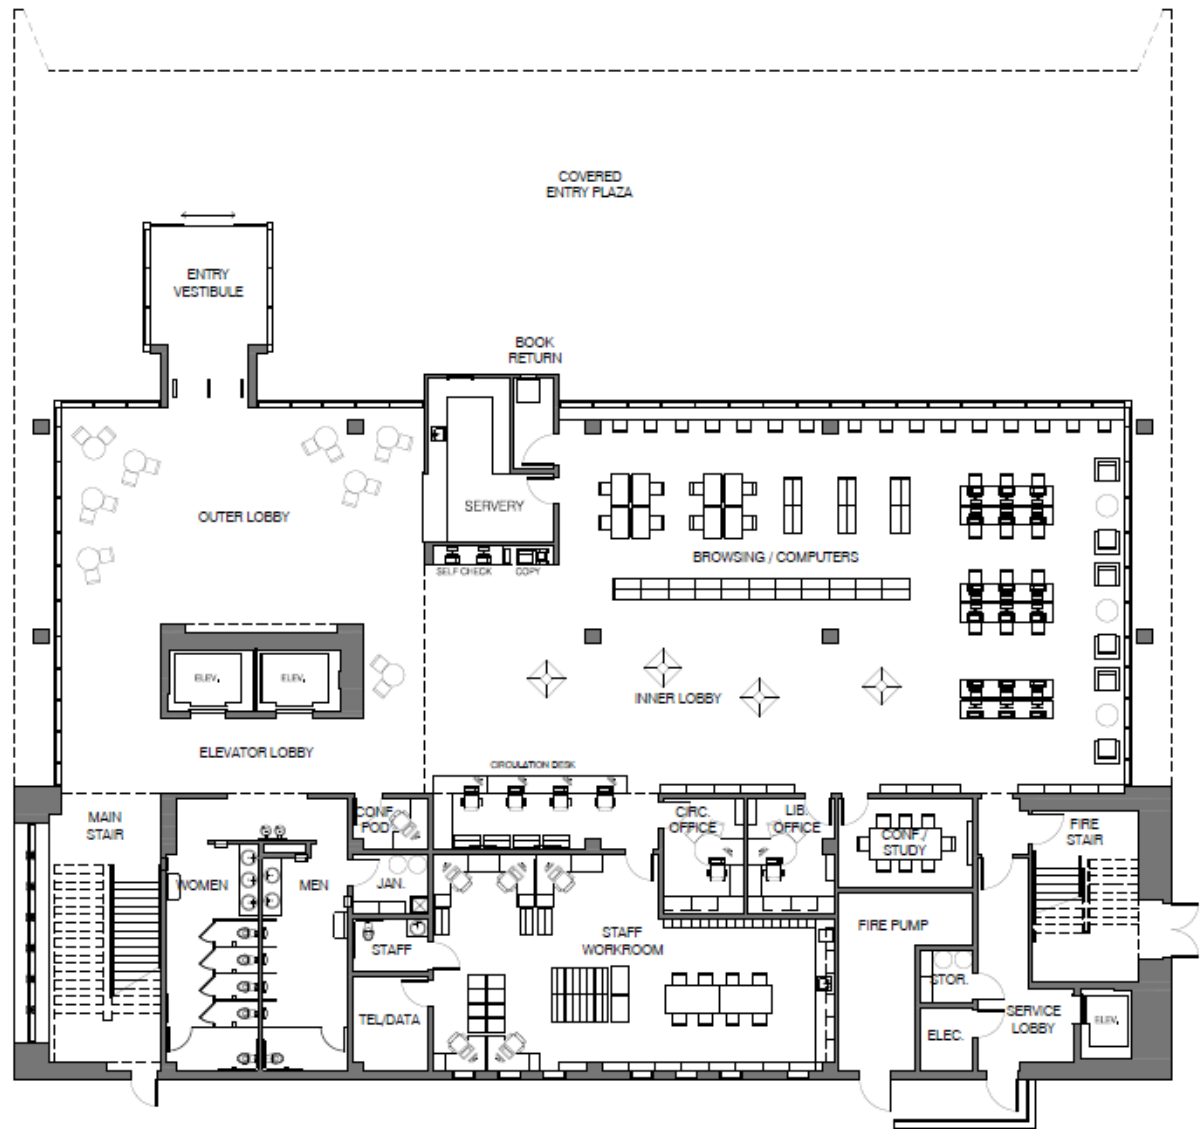 COVERED
ENTRY PLAZA
ENTRY
VESTIBULE
BOOK
RETURN
OUTER LOBBY
SERVERY
SELF CHECK
COPY
BROWSING / COMPUTERS
ELEV.
ELEV.
INNER LOBBY
ELEVATOR LOBBY
CIRCULATION DESK
MAIN
STAIR
CONF.
POD
CIRC.
OFFICE
LIB.
OFFICE
CONF./
STUDY
FIRE
STAIR
WOMEN
MEN
JAN.
STAFF
STAFF
WORKROOM
FIRE PUMP
STOR.
TEL/DATA
ELEC.
SERVICE
LOBBY
ELEV.